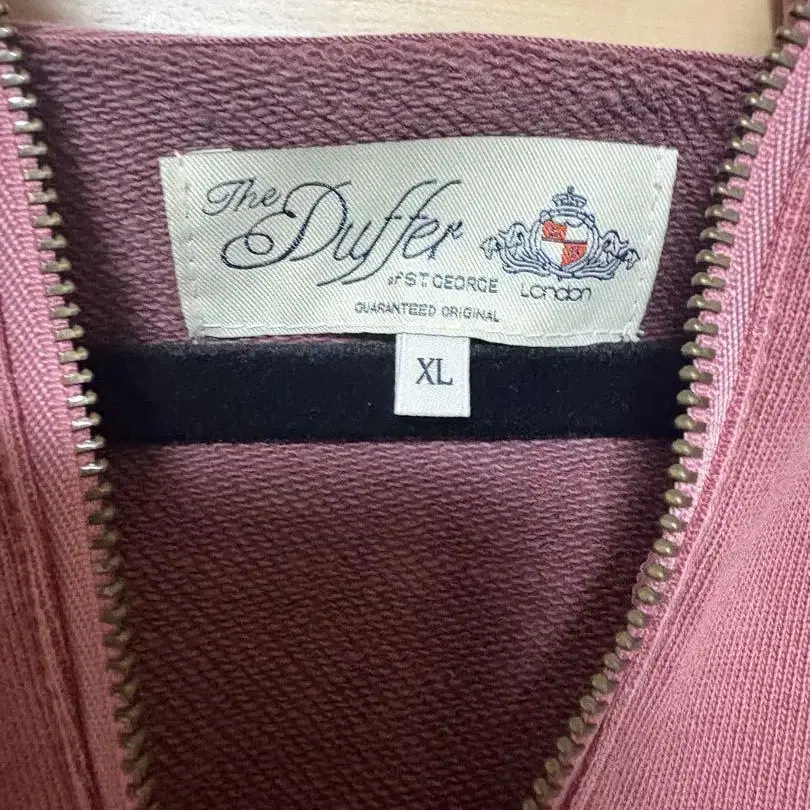 The Duffer
of ST. GEORGE
London
GUARANTEED ORIGINAL
XL